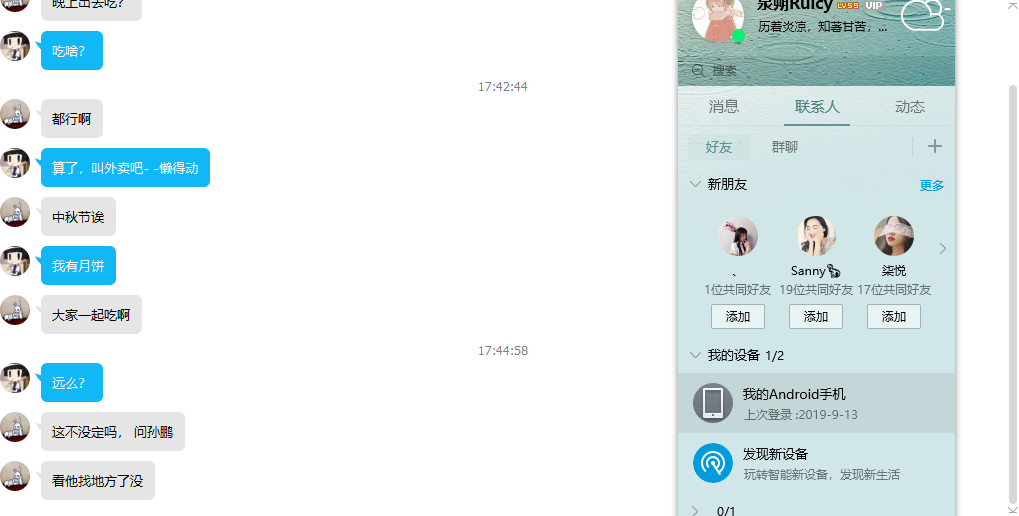 晚上出去吃?
吃啥?
17:42:44
都行啊
算了，叫外卖吧- -懒得动
中秋节诶
我有月饼
大家一起吃啊
17:44:58
远么?
这不没定吗， 问孙鹏
看他找地方了没
泉朔Ruicy LV59 VIP
历着炎凉，知著甘苦，...
搜索
消息 联系人 动态
好友 群聊
新朋友 更多
、 Sanny 柒悦
1位共同好友 19位共同好友 17位共同好友
添加 添加 添加
我的设备 1/2
我的Android手机
上次登录 :2019-9-13
发现新设备
玩转智能新设备，发现新生活
0/1